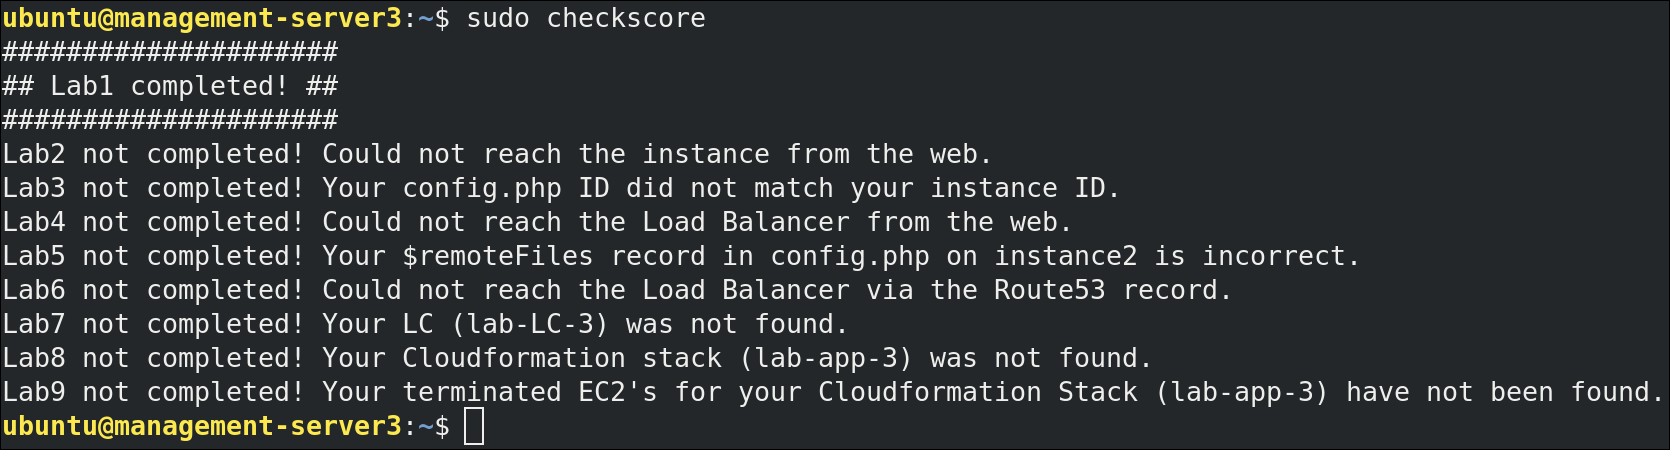 ubuntu@management-server3:~$ sudo checkscore
#####################
## Lab1 completed! ##
#####################
Lab2 not completed! Could not reach the instance from the web.
Lab3 not completed! Your config.php ID did not match your instance ID.
Lab4 not completed! Could not reach the Load Balancer from the web.
Lab5 not completed! Your $remoteFiles record in config.php on instance2 is incorrect.
Lab6 not completed! Could not reach the Load Balancer via the Route53 record.
Lab7 not completed! Your LC (lab-LC-3) was not found.
Lab8 not completed! Your Cloudformation stack (lab-app-3) was not found.
Lab9 not completed! Your terminated EC2's for your Cloudformation Stack (lab-app-3) have not been found.
ubuntu@management-server3:~$